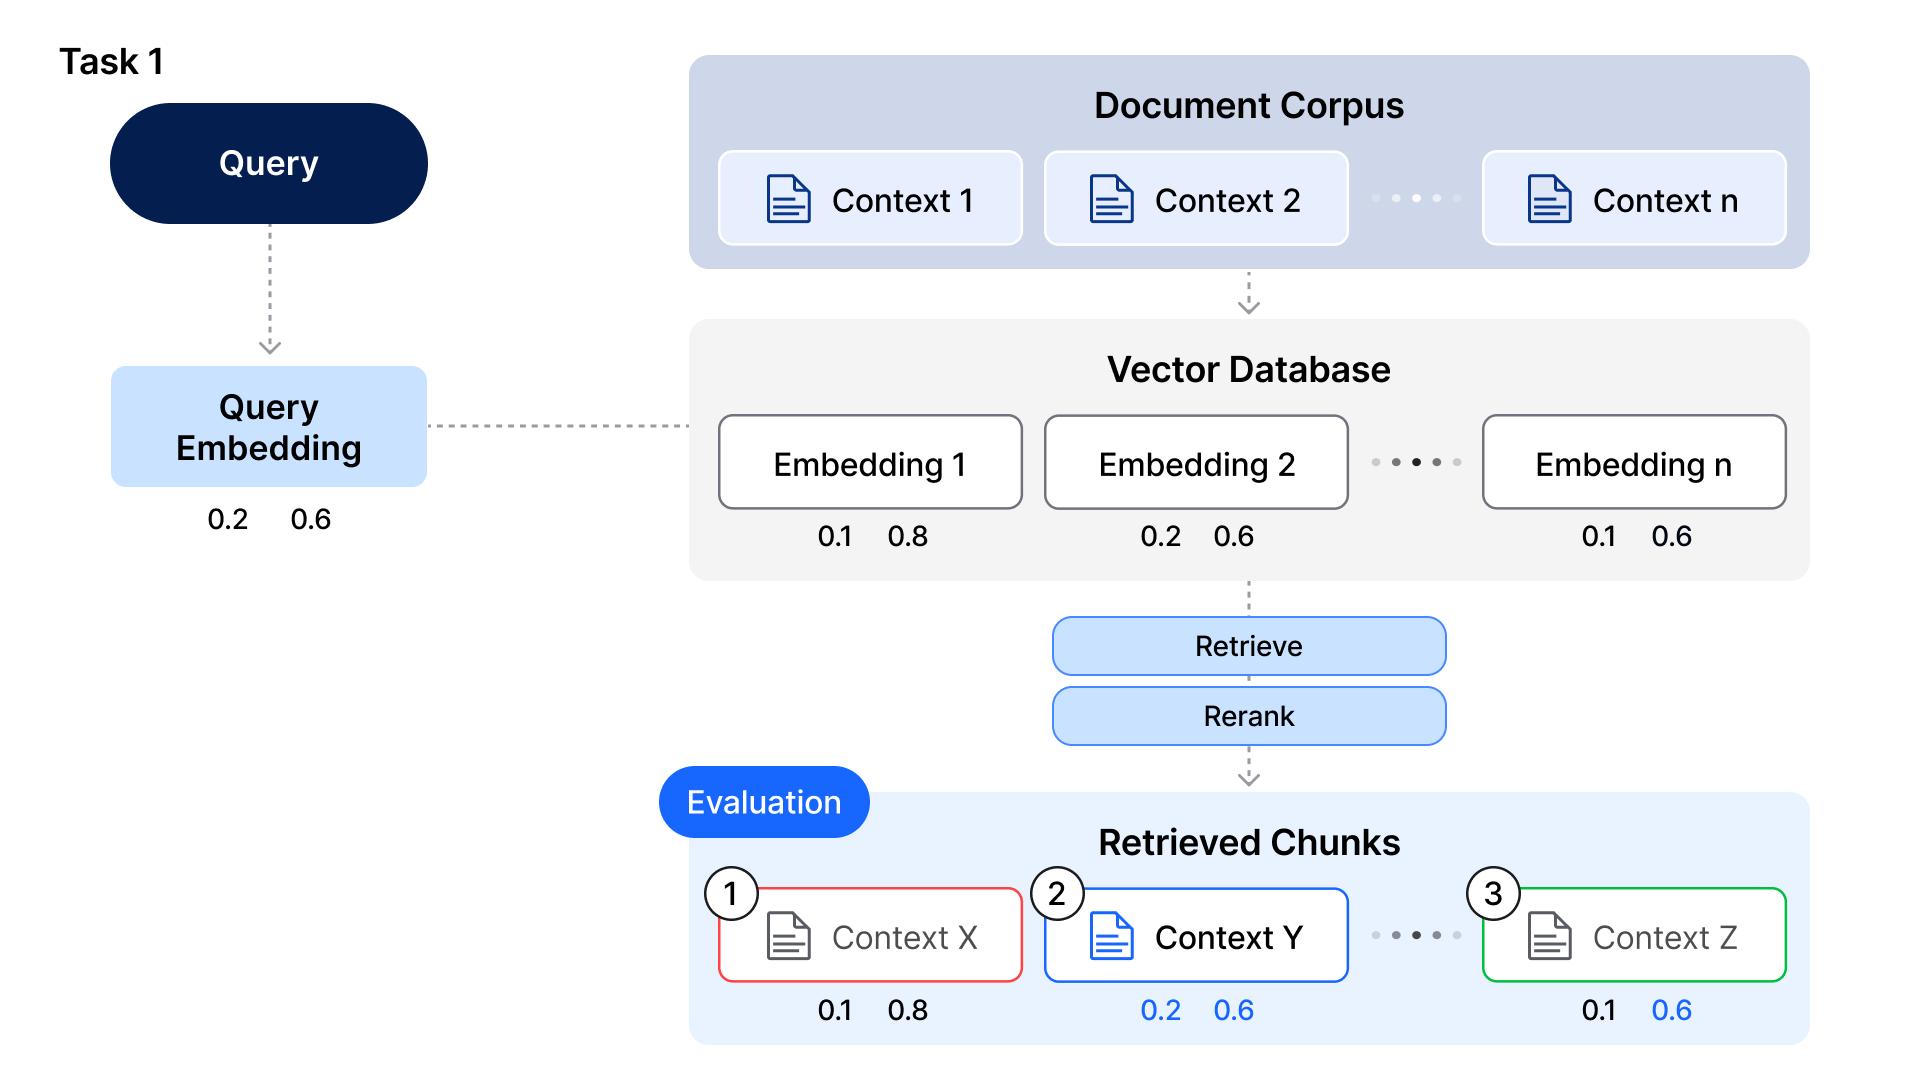 Task 1
Query
Query
Embedding
0.2 0.6
Document Corpus
Context 1 Context 2 Context n
Vector Database
Embedding 1 Embedding 2 Embedding n
0.1 0.8 0.2 0.6 0.1 0.6
Retrieve
Rerank
Evaluation
Retrieved Chunks
1 2 3
Context X Context Y Context Z
0.1 0.8 0.2 0.6 0.1 0.6